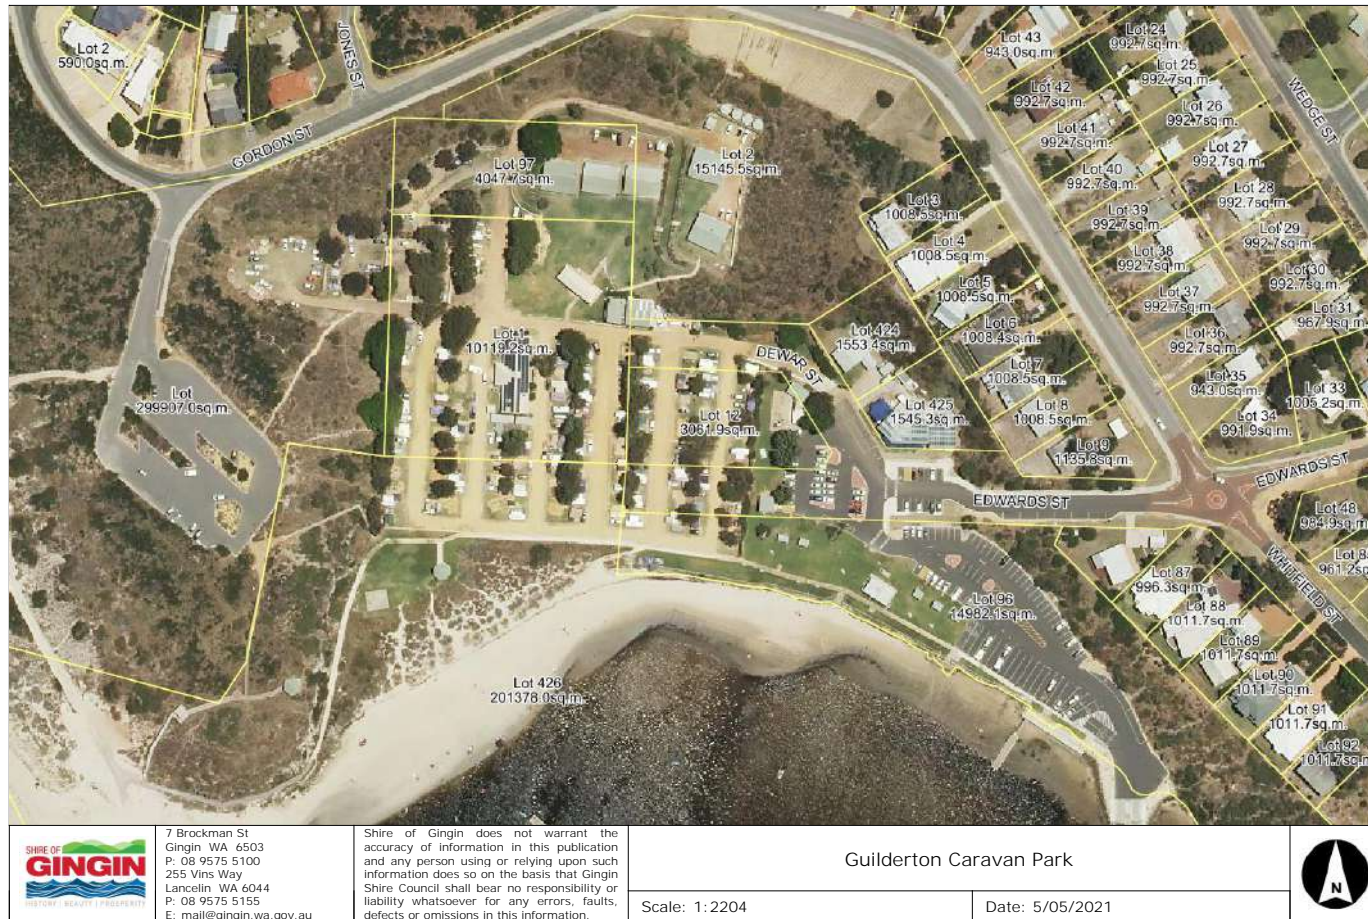 Lot 2
590.0sq.m.
JONES ST
GORDON ST
Lot 97
4047.7sq.m.
Lot 2
15145.5sq.m.
Lot 43
943.0sq.m.
Lot 42
992.7sq.m.
Lot 41
992.7sq.m.
Lot 40
992.7sq.m.
Lot 39
992.7sq.m.
Lot 38
992.7sq.m.
Lot 37
992.7sq.m.
Lot 36
992.7sq.m.
Lot 35
943.0sq.m.
Lot 34
991.9sq.m.
Lot 24
992.7sq.m.
Lot 25
992.7sq.m.
Lot 26
992.7sq.m.
Lot 27
992.7sq.m.
Lot 28
992.7sq.m.
Lot 29
992.7sq.m.
Lot 30
992.7sq.m.
Lot 31
967.9sq.m.
Lot 33
1005.2sq.m.
WEDGE ST
Lot 3
1008.5sq.m.
Lot 4
1008.5sq.m.
Lot 5
1008.5sq.m.
Lot 6
1008.4sq.m.
Lot 7
1008.5sq.m.
Lot 8
1008.5sq.m.
Lot 9
1135.8sq.m.
Lot 1
10119.2sq.m.
Lot
299907.0sq.m.
DEWAR ST
Lot 424
1553.4sq.m.
Lot 425
1545.3sq.m.
Lot 12
3061.9sq.m.
EDWARDS ST
EDWARDS ST
WHITFIELD ST
Lot 48
984.9sq.m.
Lot 8
961.2sq
Lot 87
996.3sq.m.
Lot 88
1011.7sq.m.
Lot 89
1011.7sq.m.
Lot 90
1011.7sq.m.
Lot 91
1011.7sq.m.
Lot 92
1011.7sq.m
Lot 96
14982.1sq.m.
Lot 426
201378.0sq.m.
SHIRE OF
GINGIN
HISTORY | BEAUTY | PROSPERITY
7 Brockman St
Gingin WA 6503
P: 08 9575 5100
255 Vins Way
Lancelin WA 6044
P: 08 9575 5155
E: mail@gingin.wa.gov.au
Shire of Gingin does not warrant the
accuracy of information in this publication
and any person using or relying upon such
information does so on the basis that Gingin
Shire Council shall bear no responsibility or
liability whatsoever for any errors, faults,
defects or omissions in this information.
Guilderton Caravan Park
Scale: 1:2204
Date: 5/05/2021
N